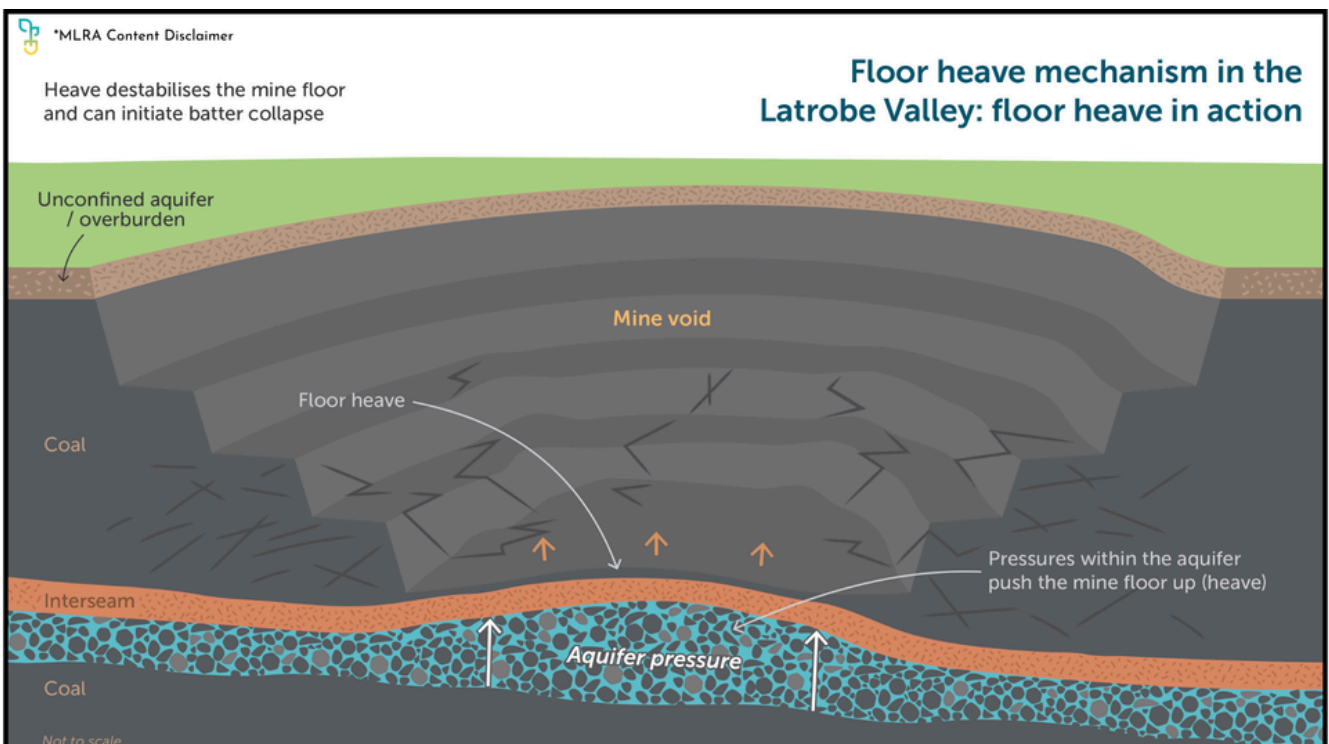 *MLRA Content Disclaimer
Heave destabilises the mine floor
and can initiate batter collapse
Floor heave mechanism in the
Latrobe Valley: floor heave in action
Unconfined aquifer
/ overburden
Mine void
Floor heave
Coal
Pressures within the aquifer
push the mine floor up (heave)
Interseam
Aquifer pressure
Coal
Not to scale